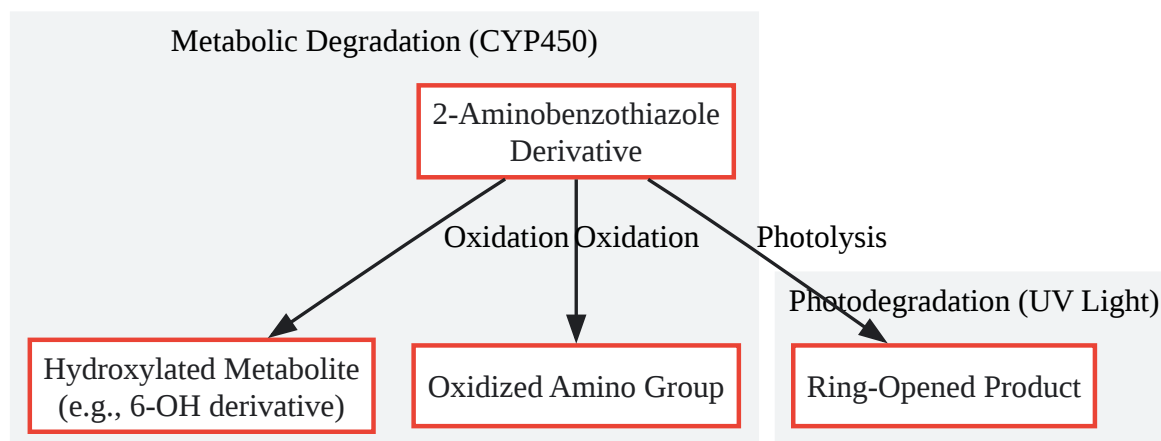 Metabolic Degradation (CYP450)
2-Aminobenzothiazole
Derivative
Oxidation
Oxidation
Photolysis
Photodegradation (UV Light)
Hydroxylated Metabolite
(e.g., 6-OH derivative)
Oxidized Amino Group
Ring-Opened Product